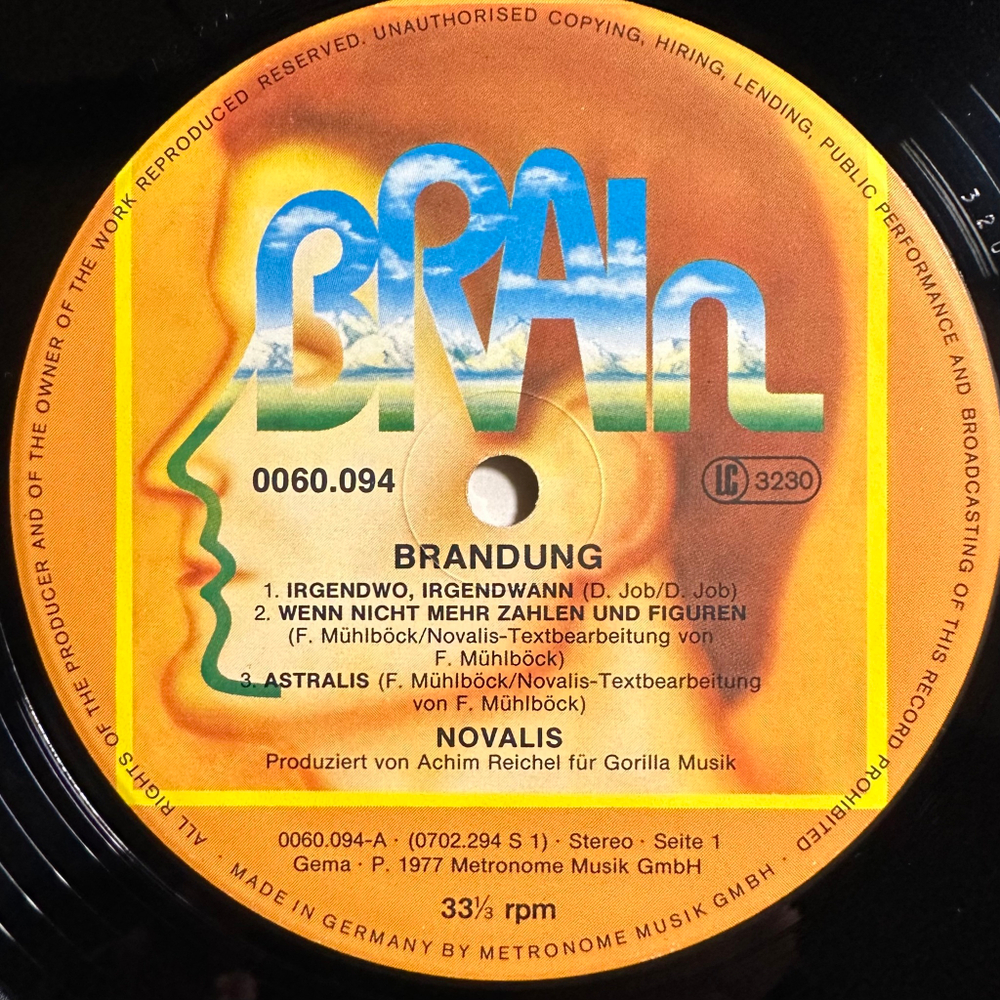 ALL RIGHTS OF THE PRODUCER AND OF THE OWNER OF THE WORK REPRODUCED RESERVED. UNAUTHORISED COPYING, HIRING, LENDING, PUBLIC PERFORMANCE AND BROADCASTING OF THIS RECORD PROHIBITED
BRAIn
0060.094
LC 3230
BRANDUNG
1. IRGENDWO, IRGENDWANN (D. Job/D. Job)
2. WENN NICHT MEHR ZAHLEN UND FIGUREN
(F. Mühlböck/Novalis-Textbearbeitung von
F. Mühlböck)
3. ASTRALIS (F. Mühlböck/Novalis-Textbearbeitung
von F. Mühlböck)
NOVALIS
Produziert von Achim Reichel für Gorilla Musik
0060.094-A · (0702.294 S 1) · Stereo · Seite 1
Gema · P. 1977 Metronome Musik GmbH
33⅓ rpm
· MADE IN GERMANY BY METRONOME MUSIK GMBH ·